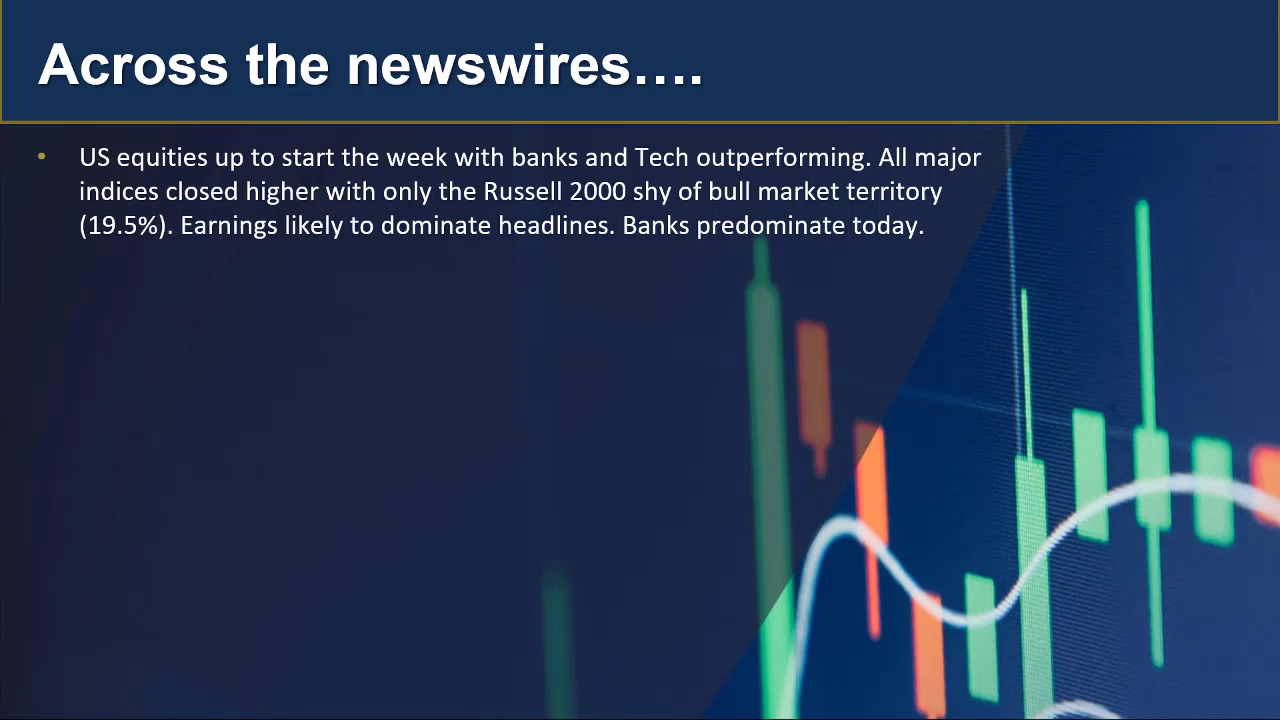 Across the newswires….
• US equities up to start the week with banks and Tech outperforming. All major
indices closed higher with only the Russell 2000 shy of bull market territory
(19.5%). Earnings likely to dominate headlines. Banks predominate today.